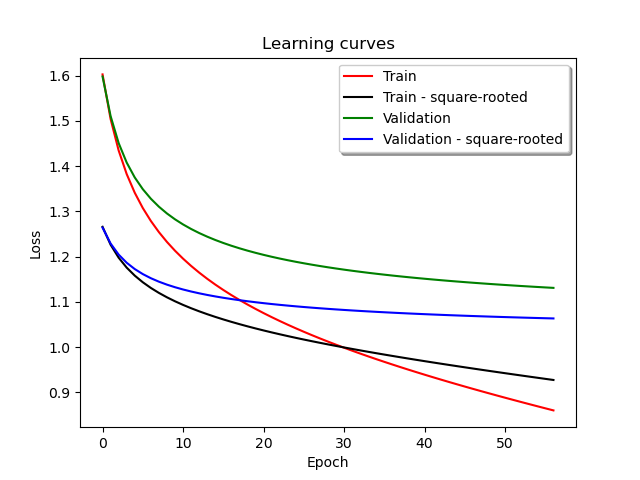 Learning curves
Train
Train - square-rooted
Validation
Validation - square-rooted
1.6
1.5
1.4
1.3
1.2
1.1
1.0
0.9
Loss
0 10 20 30 40 50
Epoch